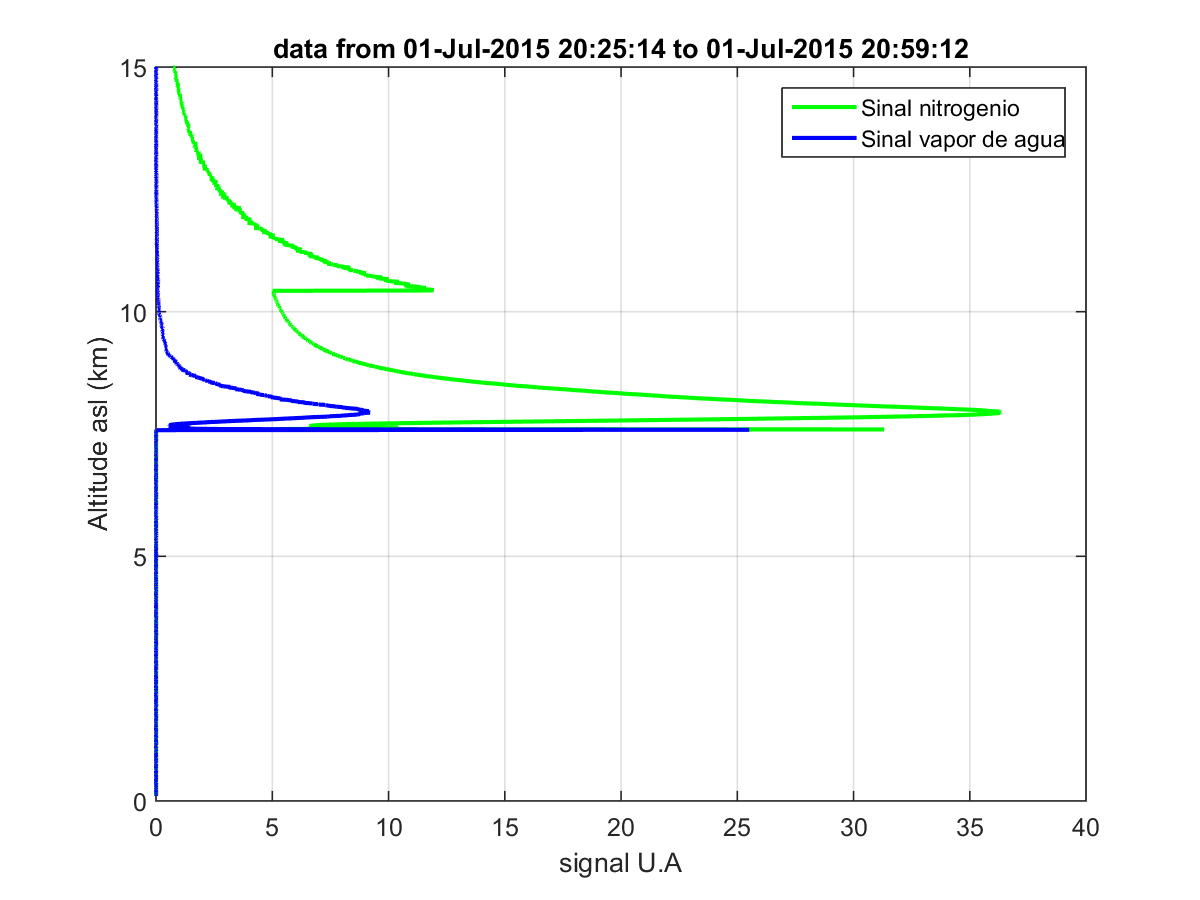 data from 01-Jul-2015 20:25:14 to 01-Jul-2015 20:59:12
15
Sinal nitrogenio
Sinal vapor de agua
10
Altitude asl (km)
5
0
0 5 10 15 20 25 30 35 40
signal U.A